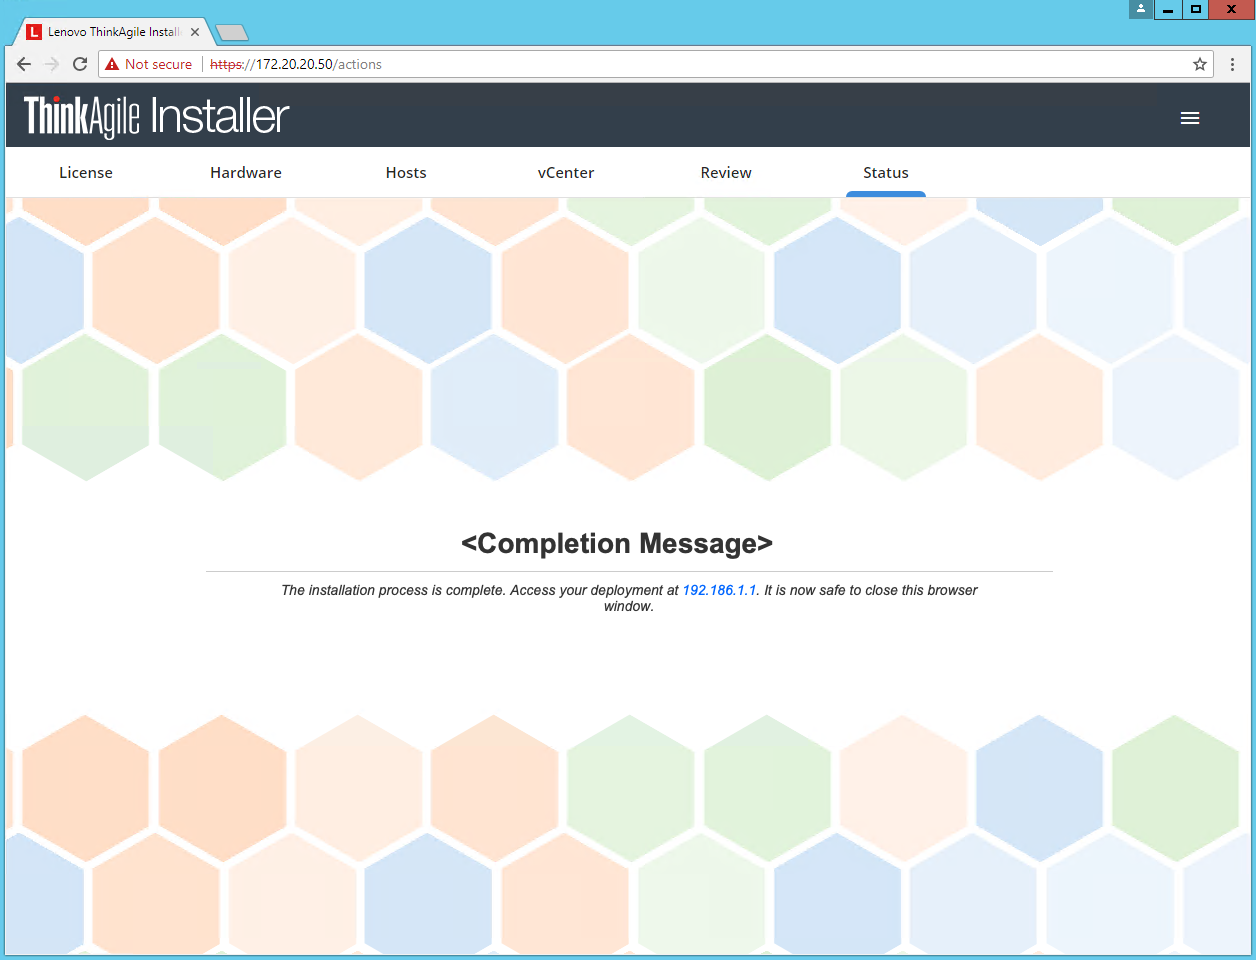 L Lenovo ThinkAgile Install
Not secure https://172.20.20.50/actions
ThinkAgile Installer
License Hardware Hosts vCenter Review Status
<Completion Message>
The installation process is complete. Access your deployment at 192.186.1.1. It is now safe to close this browser
window.